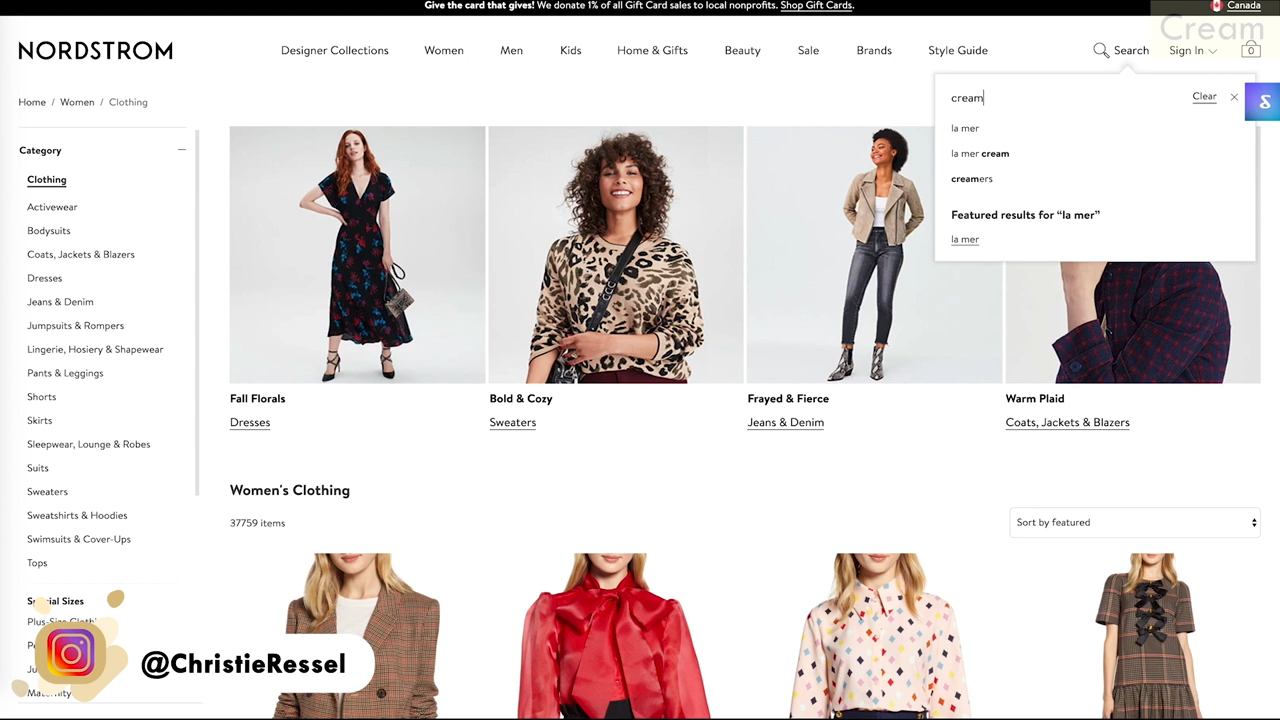 Give the card that gives! We donate 1% of all Gift Card sales to local nonprofits. Shop Gift Cards.
Canada
Cream
NORDSTROM
Designer Collections
Women
Men
Kids
Home & Gifts
Beauty
Sale
Brands
Style Guide
Search
Sign In
0
cream
Clear
la mer
la mer cream
creamers
Featured results for “la mer”
la mer
Home / Women / Clothing
Category
Clothing
Activewear
Bodysuits
Coats, Jackets & Blazers
Dresses
Jeans & Denim
Jumpsuits & Rompers
Lingerie, Hosiery & Shapewear
Pants & Leggings
Shorts
Skirts
Sleepwear, Lounge & Robes
Suits
Sweaters
Sweatshirts & Hoodies
Swimsuits & Cover-Ups
Tops
Special Sizes
Maternity
Fall Florals
Dresses
Bold & Cozy
Sweaters
Frayed & Fierce
Jeans & Denim
Warm Plaid
Coats, Jackets & Blazers
Women's Clothing
37759 items
Sort by featured
@ChristieRessel